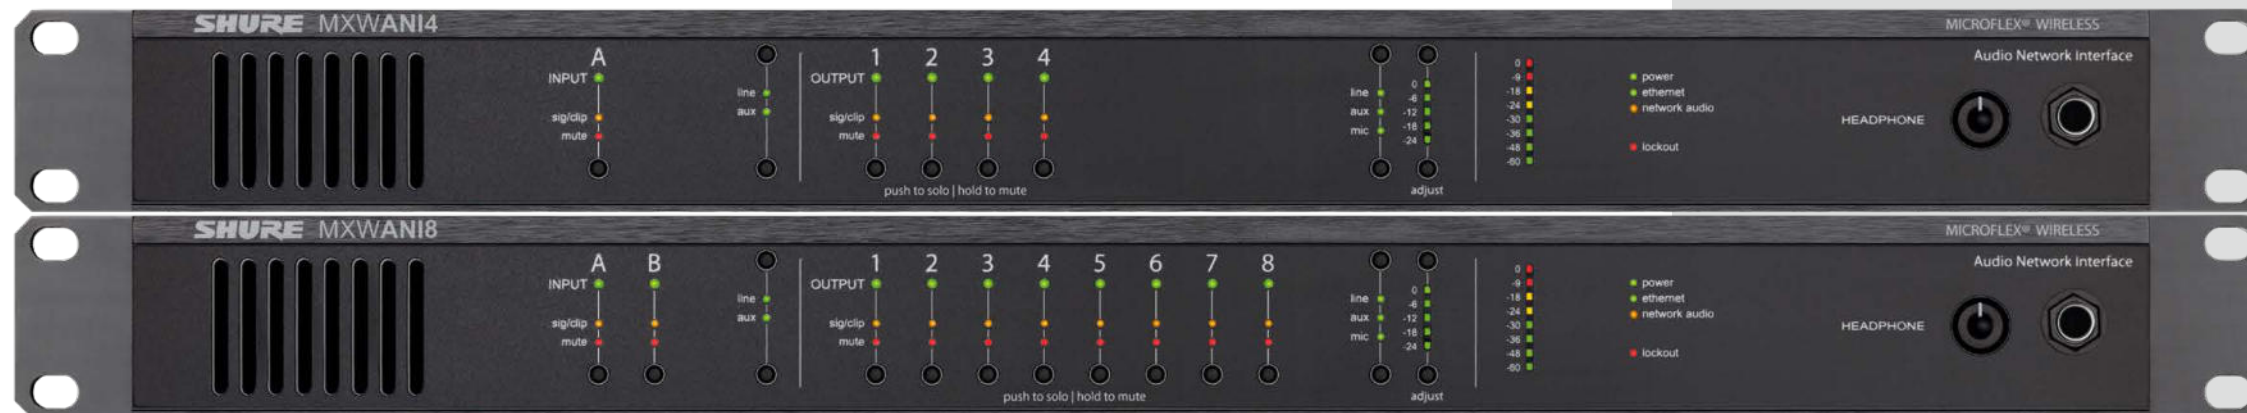 SHURE MXWANI4 MICROFLEX® WIRELESS
Audio Network Interface
A 1 2 3 4
INPUT OUTPUT
line line
aux aux
mic
sig/clip sig/clip
mute mute
0
-6
-12
-18
-24
0
-9
-18
-24
-30
-36
-48
-60
power
ethernet
network audio
lockout
HEADPHONE
push to solo | hold to mute
adjust
SHURE MXWANI8 MICROFLEX® WIRELESS
Audio Network Interface
A B 1 2 3 4 5 6 7 8
INPUT OUTPUT
line line
aux aux
mic
sig/clip sig/clip
mute mute
0
-6
-12
-18
-24
0
-9
-18
-24
-30
-36
-48
-60
power
ethernet
network audio
lockout
HEADPHONE
push to solo | hold to mute
adjust